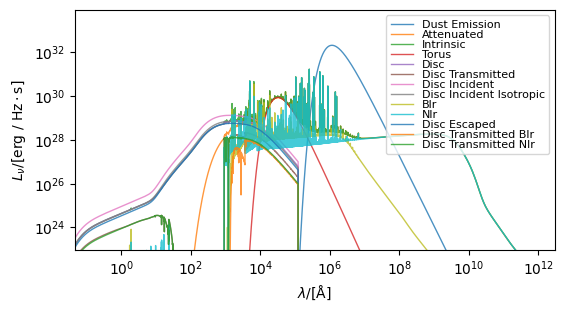 10^32
10^30
10^28
10^26
10^24
L_ν/[erg / Hz · s]
10^0 10^2 10^4 10^6 10^8 10^10 10^12
λ/[Å]
Dust Emission
Attenuated
Intrinsic
Torus
Disc
Disc Transmitted
Disc Incident
Disc Incident Isotropic
Blr
Nlr
Disc Escaped
Disc Transmitted Blr
Disc Transmitted Nlr